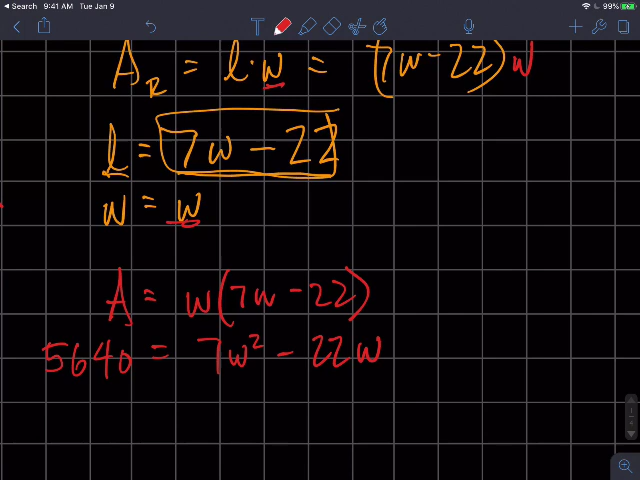 Search 9:41 AM Tue Jan 9 99%
A_R = l · w = (7w - 22) w
l = 7w - 22
w = w
A = w(7w - 22)
5640 = 7w² - 22w